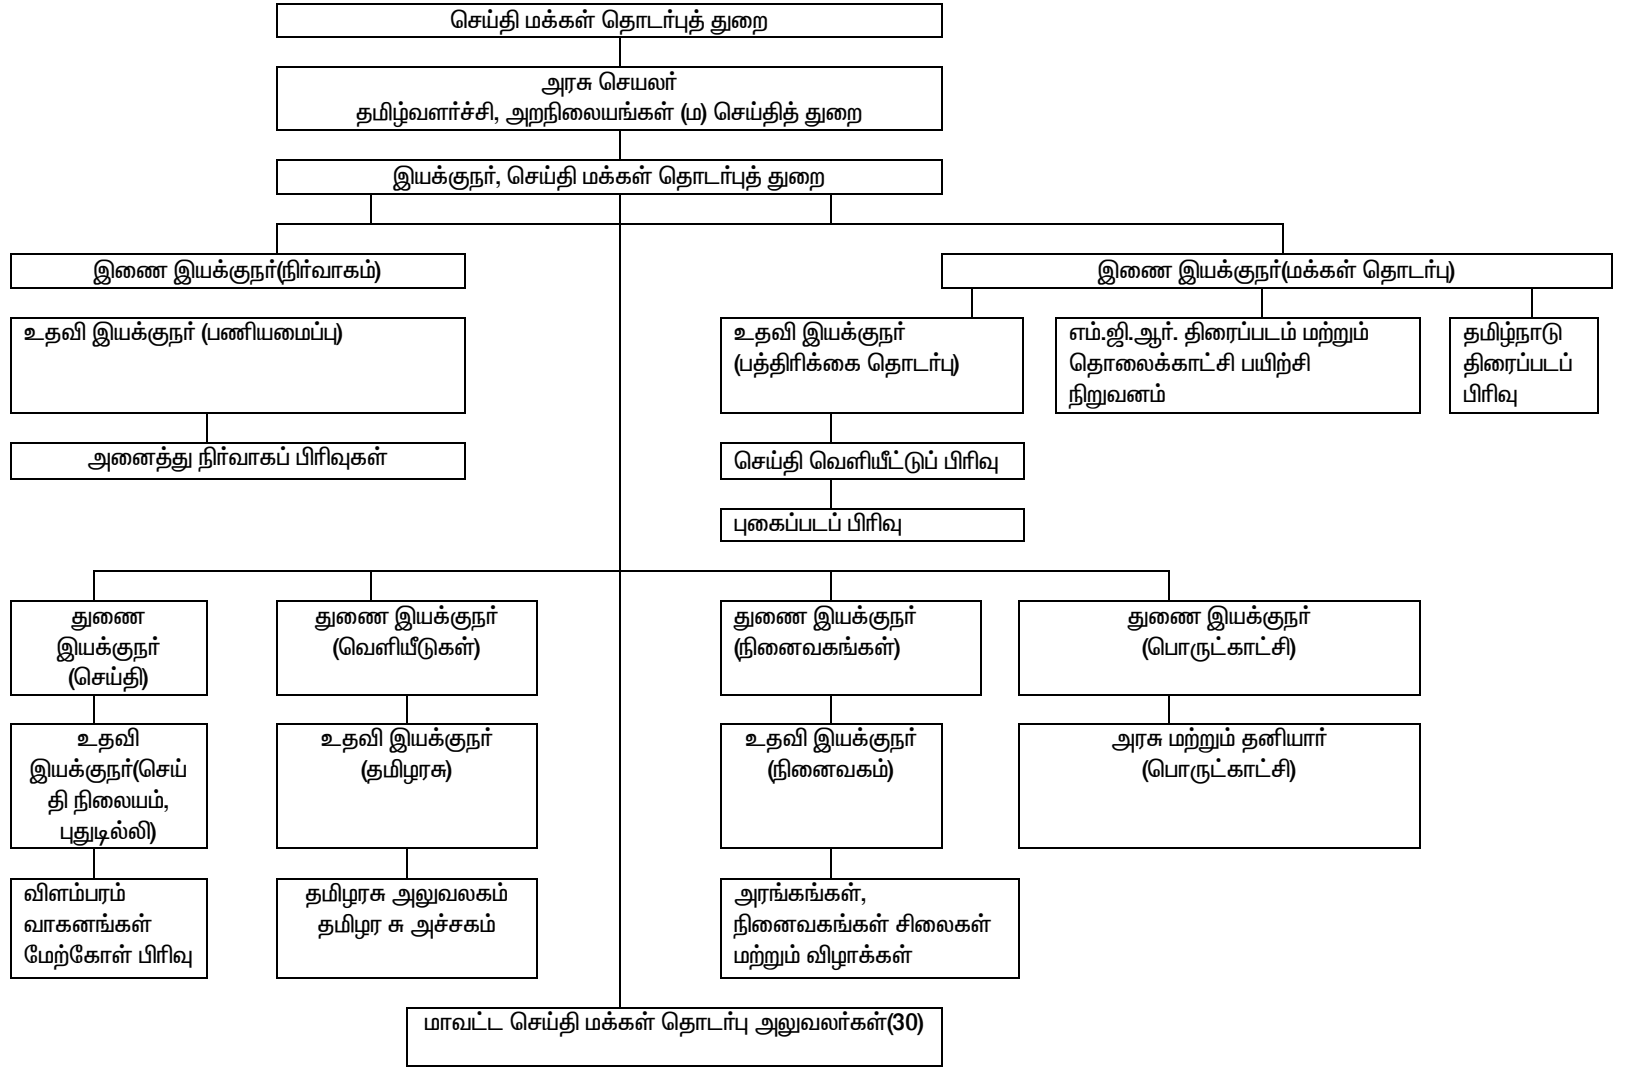 செய்தி மக்கள் தொடர்புத் துறை
அரசு செயலர்
தமிழ்வளர்ச்சி, அறநிலையங்கள் (ம) செய்தித் துறை
இயக்குநர், செய்தி மக்கள் தொடர்புத் துறை
இணை இயக்குநர்(நிர்வாகம்)
இணை இயக்குநர்(மக்கள் தொடர்பு)
உதவி இயக்குநர் (பணியமைப்பு)
உதவி இயக்குநர்
(பத்திரிக்கை தொடர்பு)
எம்.ஜி.ஆர். திரைப்படம் மற்றும்
தொலைக்காட்சி பயிற்சி
நிறுவனம்
தமிழ்நாடு
திரைப்படப்
பிரிவு
அனைத்து நிர்வாகப் பிரிவுகள்
செய்தி வெளியீட்டுப் பிரிவு
புகைப்படப் பிரிவு
துணை
இயக்குநர்
(செய்தி)
துணை இயக்குநர்
(வெளியீடுகள்)
துணை இயக்குநர்
(நினைவகங்கள்)
துணை இயக்குநர்
(பொருட்காட்சி)
உதவி
இயக்குநர்(செய்
தி நிலையம்,
புதுடில்லி)
உதவி இயக்குநர்
(தமிழரசு)
உதவி இயக்குநர்
(நினைவகம்)
அரசு மற்றும் தனியார்
(பொருட்காட்சி)
விளம்பரம்
வாகனங்கள்
மேற்கோள் பிரிவு
தமிழரசு அலுவலகம்
தமிழர சு அச்சகம்
அரங்கங்கள்,
நினைவகங்கள் சிலைகள்
மற்றும் விழாக்கள்
மாவட்ட செய்தி மக்கள் தொடர்பு அலுவலர்கள்(30)